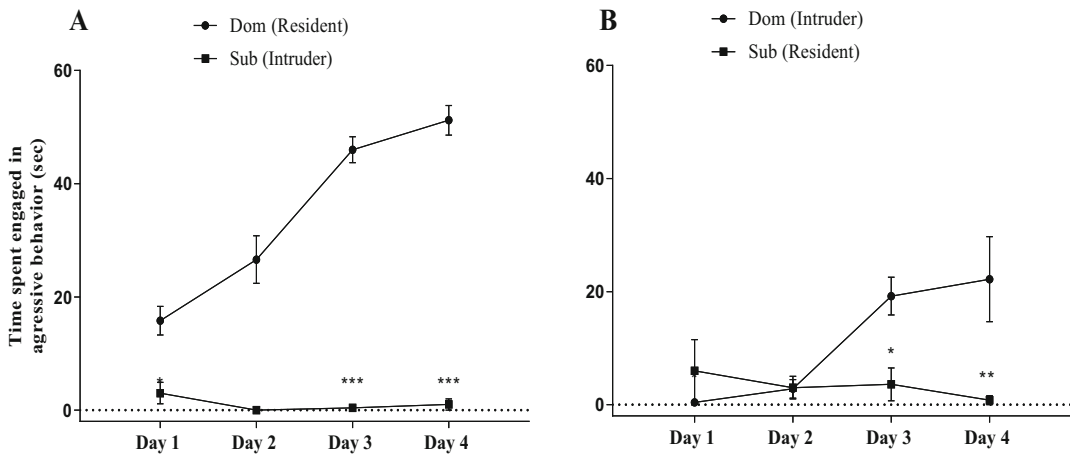 A
Dom (Resident)
Sub (Intruder)
Time spent engaged in
agressive behavior (sec)
60
40
20
0
*
***
***
Day 1
Day 2
Day 3
Day 4
B
Dom (Intruder)
Sub (Resident)
60
40
20
0
*
**
Day 1
Day 2
Day 3
Day 4